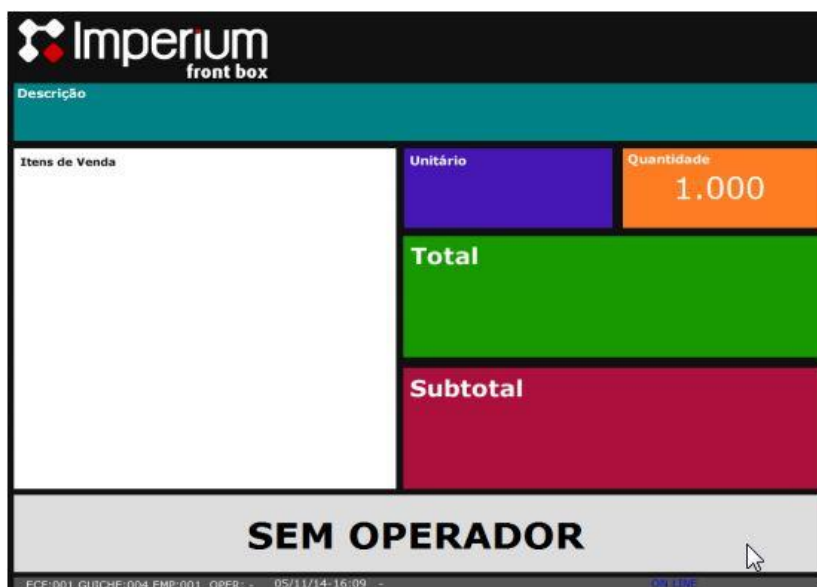 Imperium
front box
Descrição
Itens de Venda
Unitário
Quantidade
1.000
Total
Subtotal
SEM OPERADOR
ECF:001 GUICHE:004 EMP:001 OPER: - 05/11/14-16:09 - ON LINE